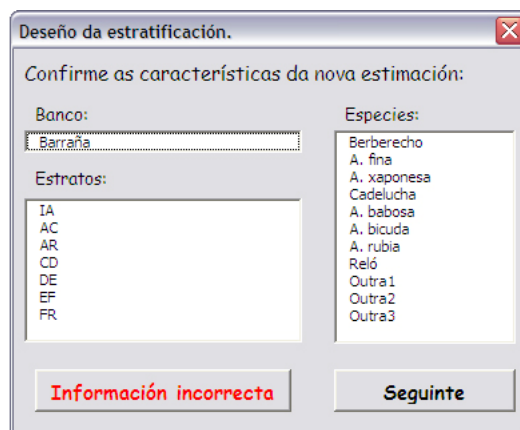 Deseño da estratificación.
Confirme as características da nova estimación:
Banco:
Barraña
Estratos:
IA
AC
AR
CD
DE
EF
FR
Especies:
Berberecho
A. fina
A. xaponesa
Cadelucha
A. babosa
A. bicuda
A. rubia
Reló
Outra1
Outra2
Outra3
Información incorrecta
Seguinte